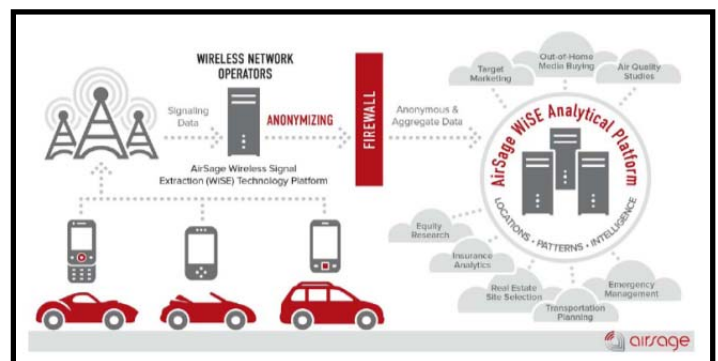 WIRELESS NETWORK
OPERATORS
Signaling
Data
ANONYMIZING
AirSage Wireless Signal
Extraction (WiSE) Technology Platform
FIREWALL
Anonymous &
Aggregate Data
Target
Marketing
Out-of-Home
Media Buying
Air Quality
Studies
AirSage WiSE Analytical Platform
LOCATIONS • PATTERNS • INTELLIGENCE
Equity
Research
Insurance
Analytics
Real Estate
Site Selection
Transportation
Planning
Emergency
Management
airsage